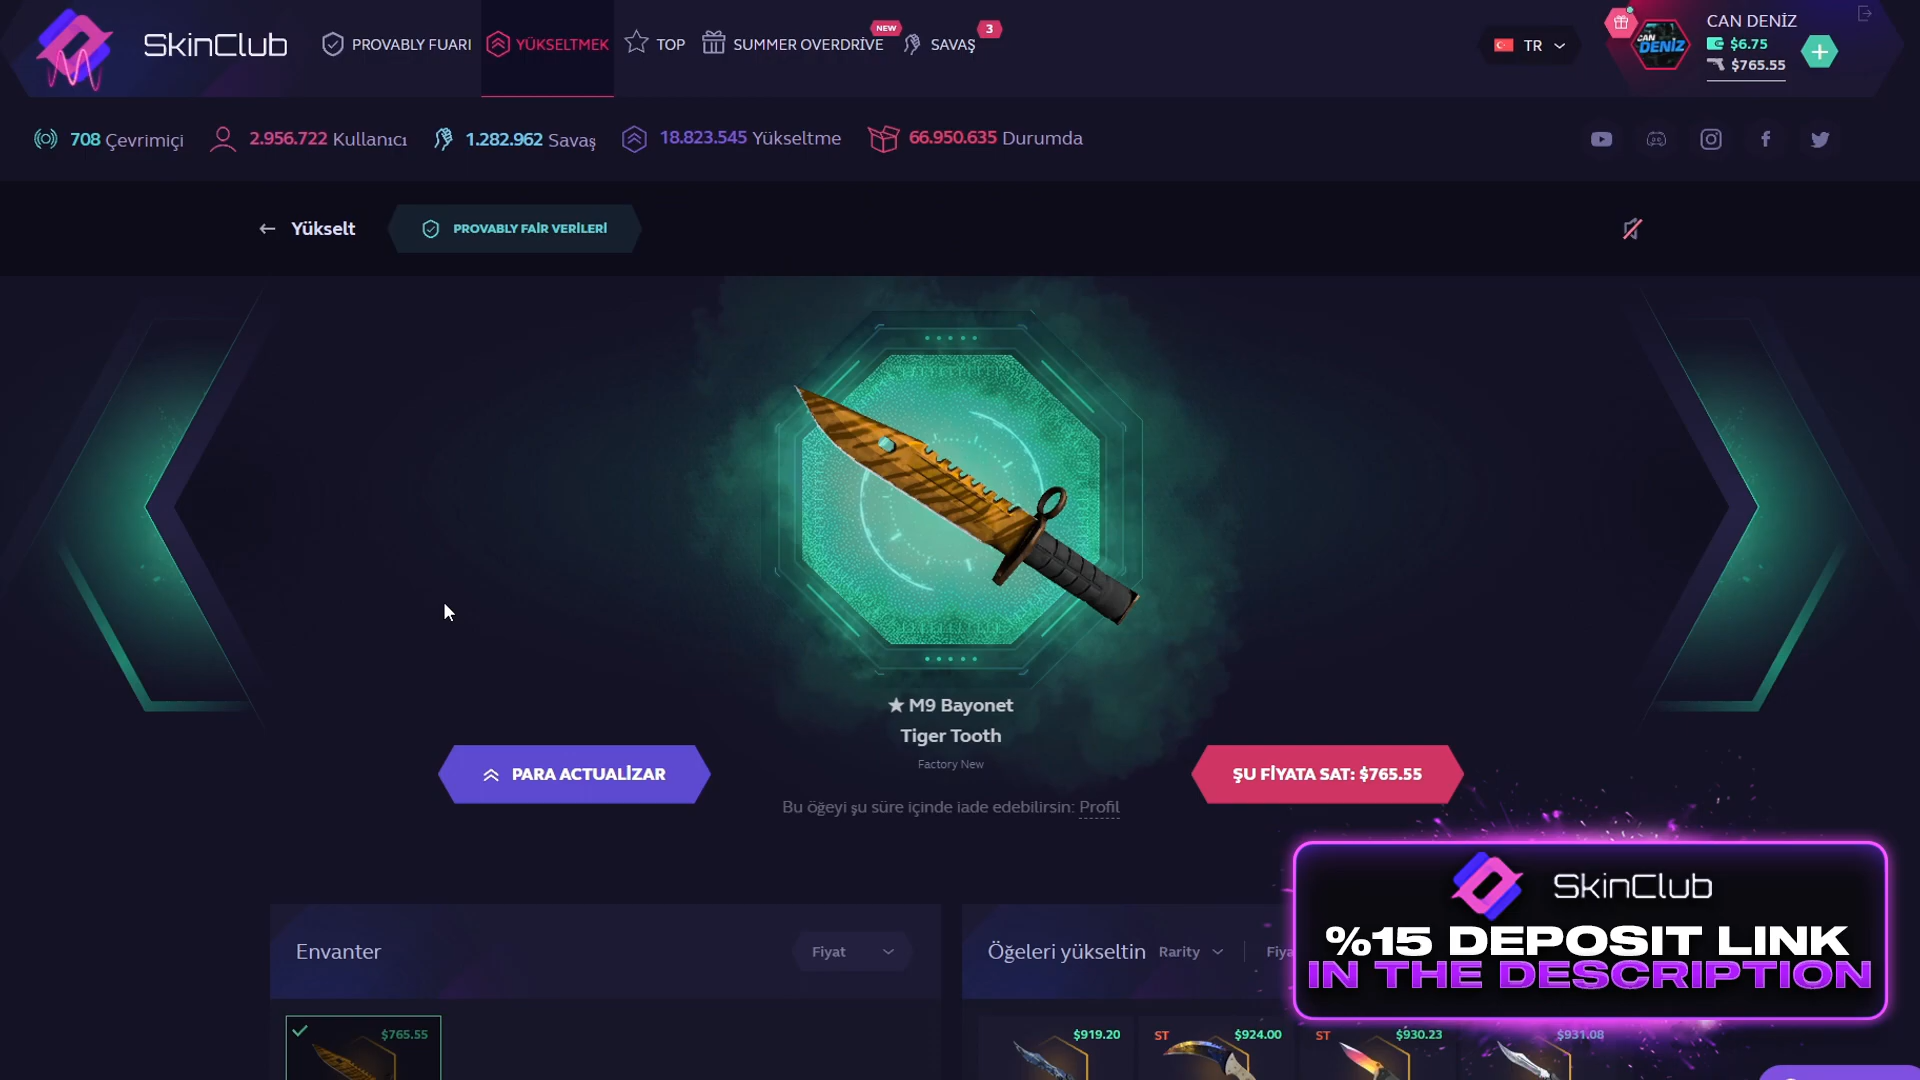 SkinClub
PROVABLY FUARI
YÜKSELTMEK
TOP
SUMMER OVERDRİVE
NEW
SAVAŞ
3
TR
CAN DENİZ
CAN DENİZ
$6.75
$765.55
708 Çevrimiçi
2.956.722 Kullanıcı
1.282.962 Savaş
18.823.545 Yükseltme
66.950.635 Durumda
Yükselt
PROVABLY FAİR VERİLERİ
★ M9 Bayonet
Tiger Tooth
Factory New
PARA ACTUALİZAR
ŞU FİYATA SAT: $765.55
Bu öğeyi şu süre içinde iade edebilirsin: Profil
SkinClub
%15 DEPOSIT LINK
IN THE DESCRIPTION
Envanter
Fiyat
Öğeleri yükseltin
Rarity
Fiya
$765.55
$919.20
ST
$924.00
ST
$930.23
$931.08